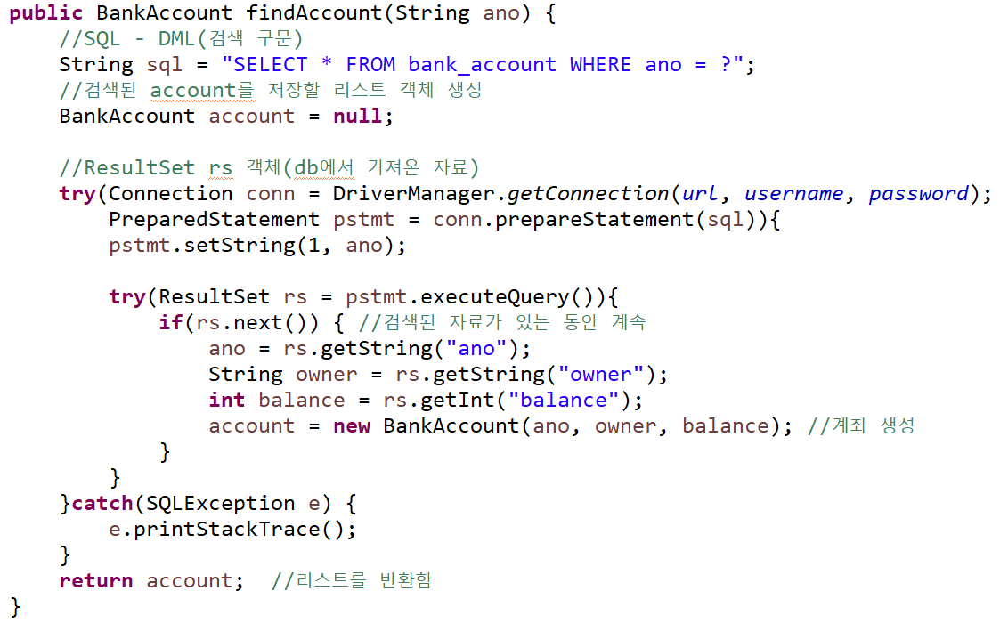 public BankAccount findAccount(String ano) {
//SQL - DML(검색 구문)
String sql = "SELECT * FROM bank_account WHERE ano = ?";
//검색된 account를 저장할 리스트 객체 생성
BankAccount account = null;
//ResultSet rs 객체(db에서 가져온 자료)
try(Connection conn = DriverManager.getConnection(url, username, password);
PreparedStatement pstmt = conn.prepareStatement(sql)){
pstmt.setString(1, ano);
try(ResultSet rs = pstmt.executeQuery()){
if(rs.next()) { //검색된 자료가 있는 동안 계속
ano = rs.getString("ano");
String owner = rs.getString("owner");
int balance = rs.getInt("balance");
account = new BankAccount(ano, owner, balance); //계좌 생성
}
}
}catch(SQLException e) {
e.printStackTrace();
}
return account;  //리스트를 반환함
}